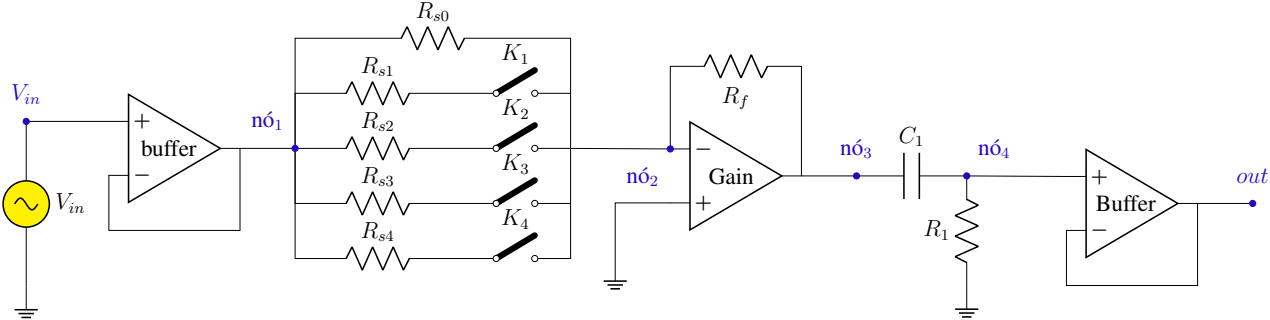 R_{s0}
K_1
R_{s1}
V_{in}
R_f
K_2
+
buffer
−
nó_1
R_{s2}
K_3
V_{in}
R_{s3}
K_4
R_{s4}
nó_2
−
Gain
+
nó_3
C_1
nó_4
R_1
+
Buffer
−
out